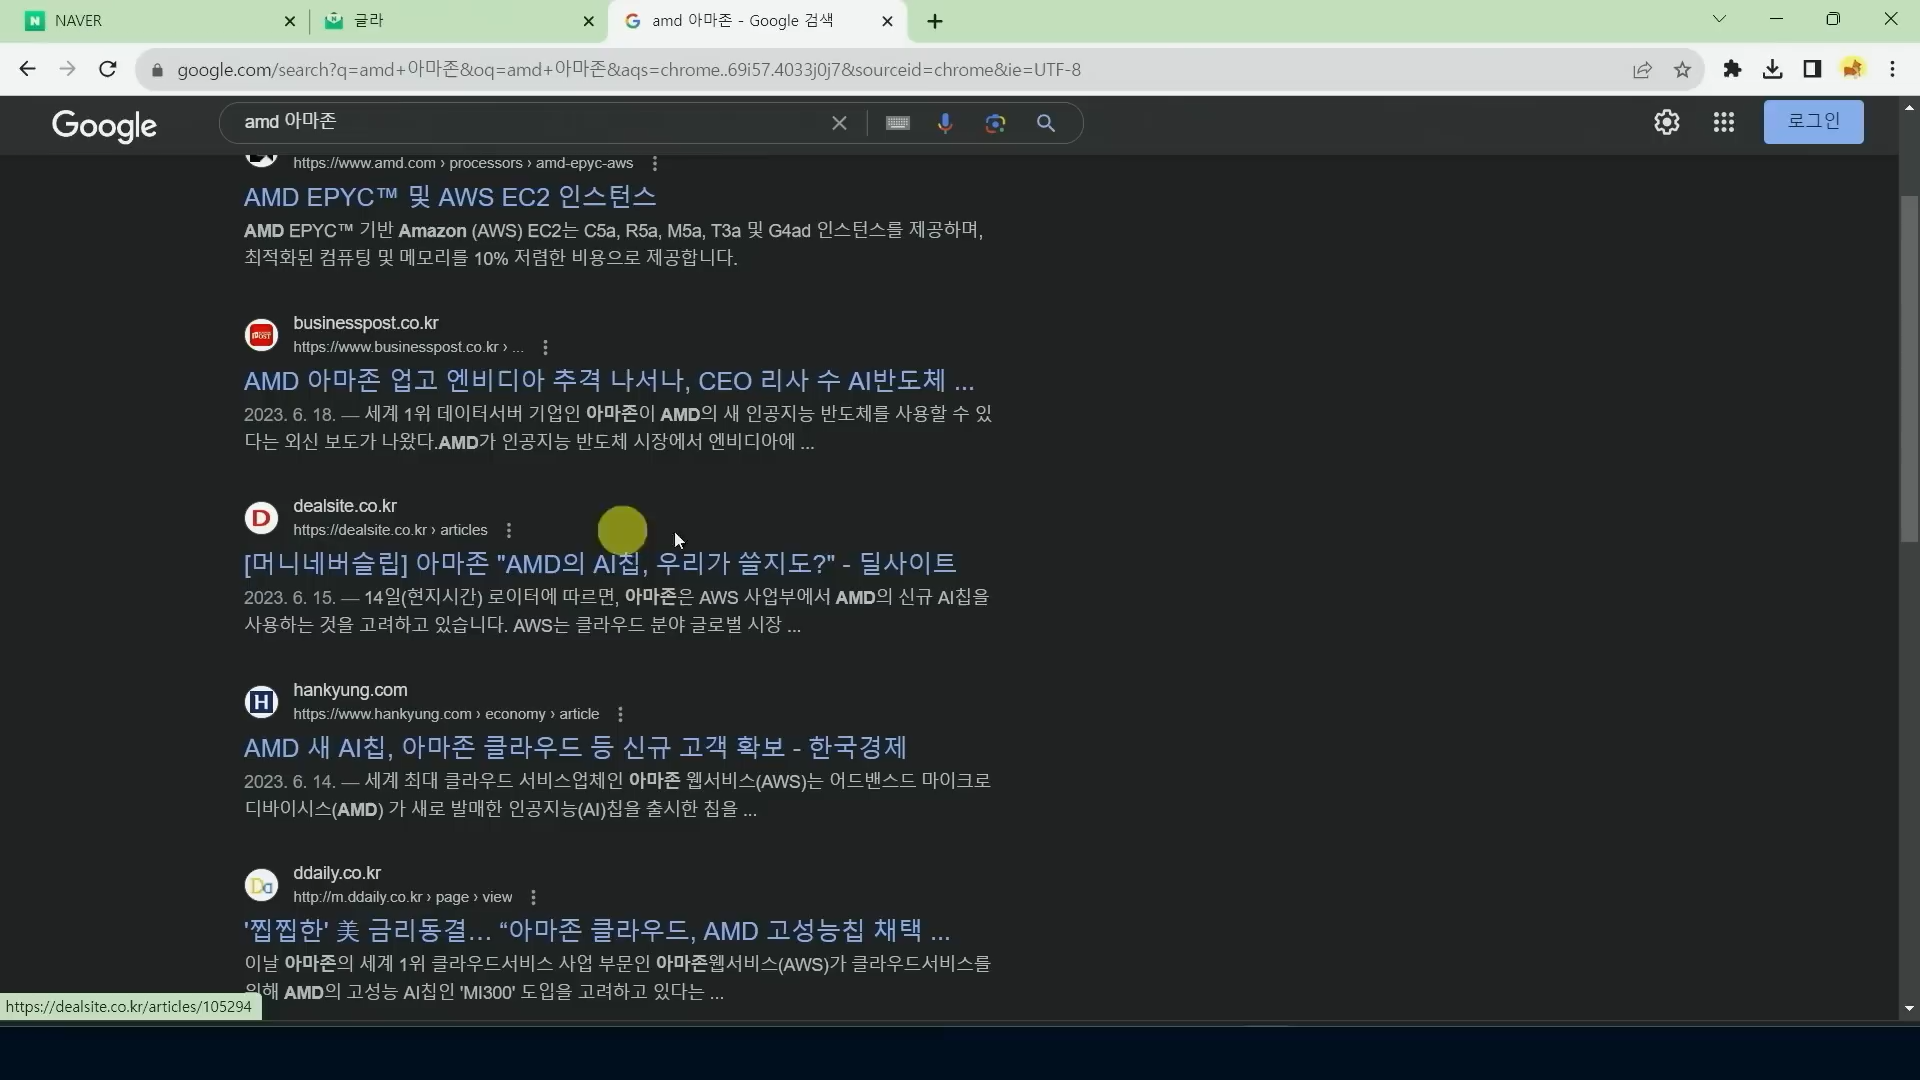 NAVER
글라
amd 아마존 - Google 검색
google.com/search?q=amd+아마존&oq=amd+아마존&aqs=chrome..69i57.4033j0j7&sourceid=chrome&ie=UTF-8
Google
amd 아마존
로그인
https://www.amd.com › processors › amd-epyc-aws
AMD EPYC™ 및 AWS EC2 인스턴스
AMD EPYC™ 기반 Amazon (AWS) EC2는 C5a, R5a, M5a, T3a 및 G4ad 인스턴스를 제공하며,
최적화된 컴퓨팅 및 메모리를 10% 저렴한 비용으로 제공합니다.
businesspost.co.kr
https://www.businesspost.co.kr › ...
AMD 아마존 업고 엔비디아 추격 나서나, CEO 리사 수 AI반도체 ...
2023. 6. 18. — 세계 1위 데이터서버 기업인 아마존이 AMD의 새 인공지능 반도체를 사용할 수 있
다는 외신 보도가 나왔다.AMD가 인공지능 반도체 시장에서 엔비디아에 ...
D
dealsite.co.kr
https://dealsite.co.kr › articles
[머니네버슬립] 아마존 "AMD의 AI칩, 우리가 쓸지도?" - 딜사이트
2023. 6. 15. — 14일(현지시간) 로이터에 따르면, 아마존은 AWS 사업부에서 AMD의 신규 AI칩을
사용하는 것을 고려하고 있습니다. AWS는 클라우드 분야 글로벌 시장 ...
H
hankyung.com
https://www.hankyung.com › economy › article
AMD 새 AI칩, 아마존 클라우드 등 신규 고객 확보 - 한국경제
2023. 6. 14. — 세계 최대 클라우드 서비스업체인 아마존 웹서비스(AWS)는 어드밴스드 마이크로
디바이시스(AMD) 가 새로 발매한 인공지능(AI)칩을 출시한 칩을 ...
Da
ddaily.co.kr
http://m.ddaily.co.kr › page › view
'찝찝한' 美 금리동결… “아마존 클라우드, AMD 고성능칩 채택 ...
이날 아마존의 세계 1위 클라우드서비스 사업 부문인 아마존웹서비스(AWS)가 클라우드서비스를
위해 AMD의 고성능 AI칩인 'MI300' 도입을 고려하고 있다는 ...
https://dealsite.co.kr/articles/105294